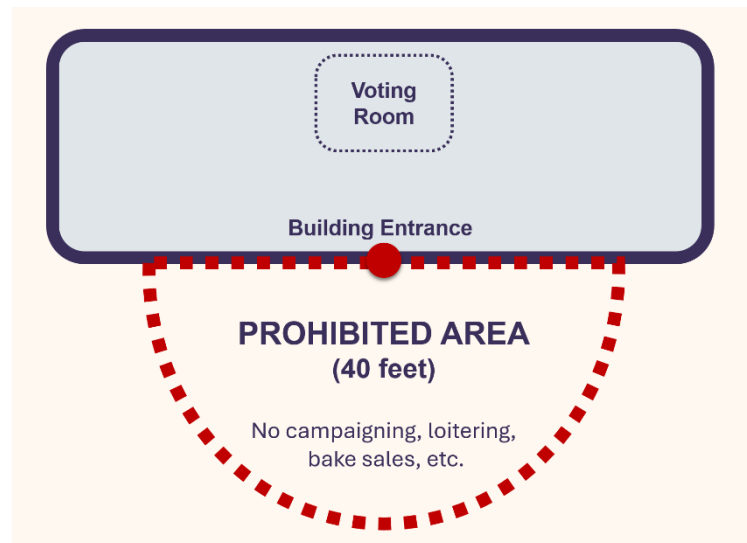 Voting
Room
Building Entrance
PROHIBITED AREA
(40 feet)
No campaigning, loitering,
bake sales, etc.